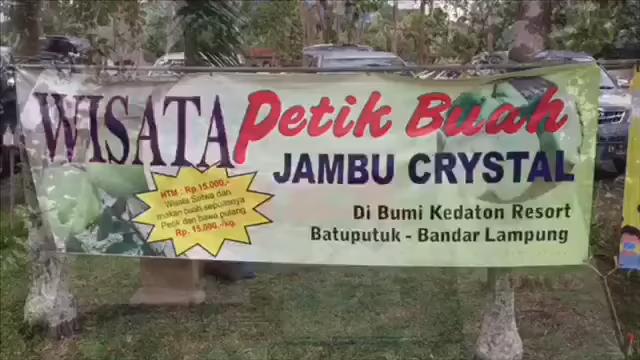 WISATA Petik Buah
JAMBU CRYSTAL
HTM : Rp 15.000,-
Wisata Satwa dan
makan buah sepuasnya
Petik dan bawa pulang
Rp. 15.000,-/kg.
Di Bumi Kedaton Resort
Batuputuk - Bandar Lampung